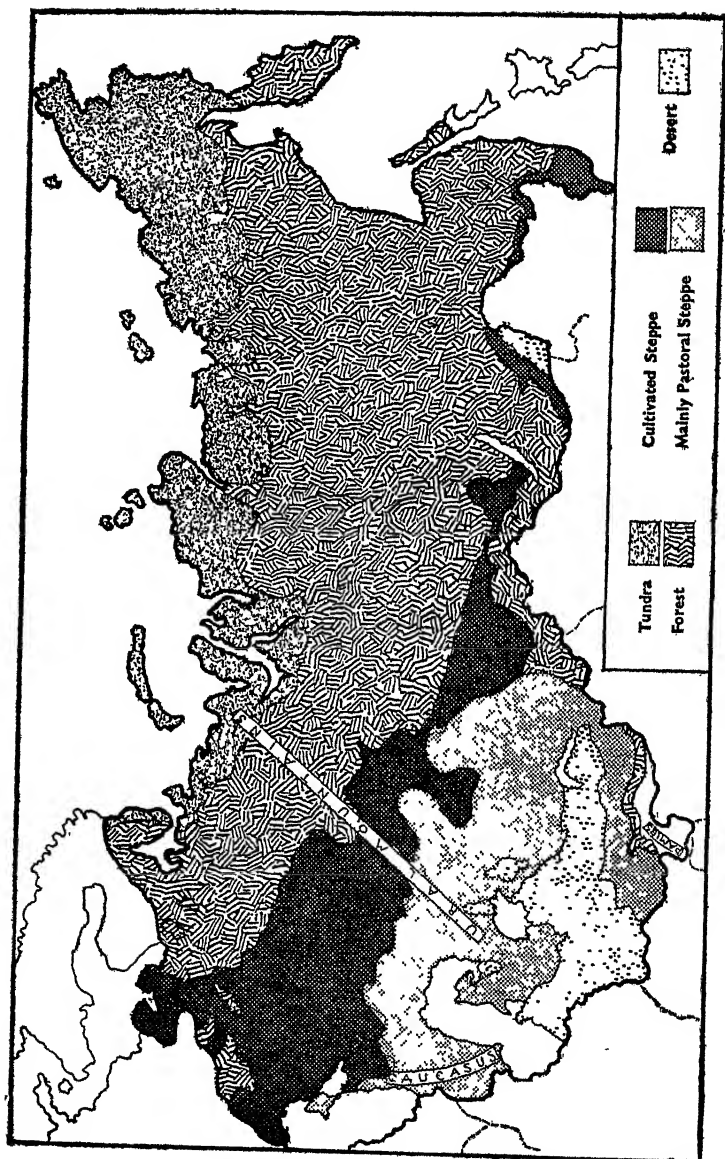 CAUCASUS
Tundra
Forest
Cultivated Steppe
Mainly Pastoral Steppe
Desert